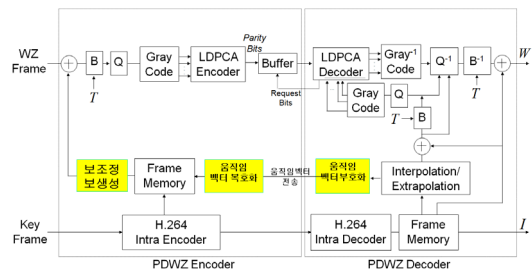 WZ
Frame
B
Q
T
Gray
Code
LDPCA
Encoder
Parity
Bits
Buffer
Request
Bits
LDPCA
Decoder
Gray⁻¹
Code
Q⁻¹
B⁻¹
W
T
Gray
Code
Q
T
B
보조정
보생성
Frame
Memory
움직임
벡터 복호화
움직임벡터
전송
움직임
벡터부호화
Interpolation/
Extrapolation
Key
Frame
H.264
Intra Encoder
H.264
Intra Decoder
Frame
Memory
I
PDWZ Encoder
PDWZ Decoder